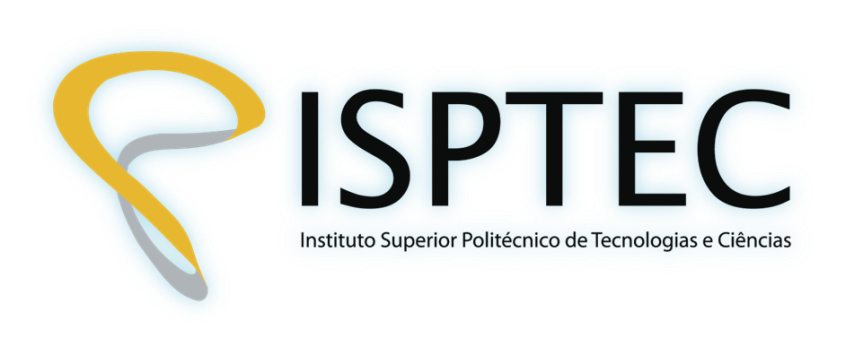 ISPTEC
Instituto Superior Politécnico de Tecnologias e Ciências